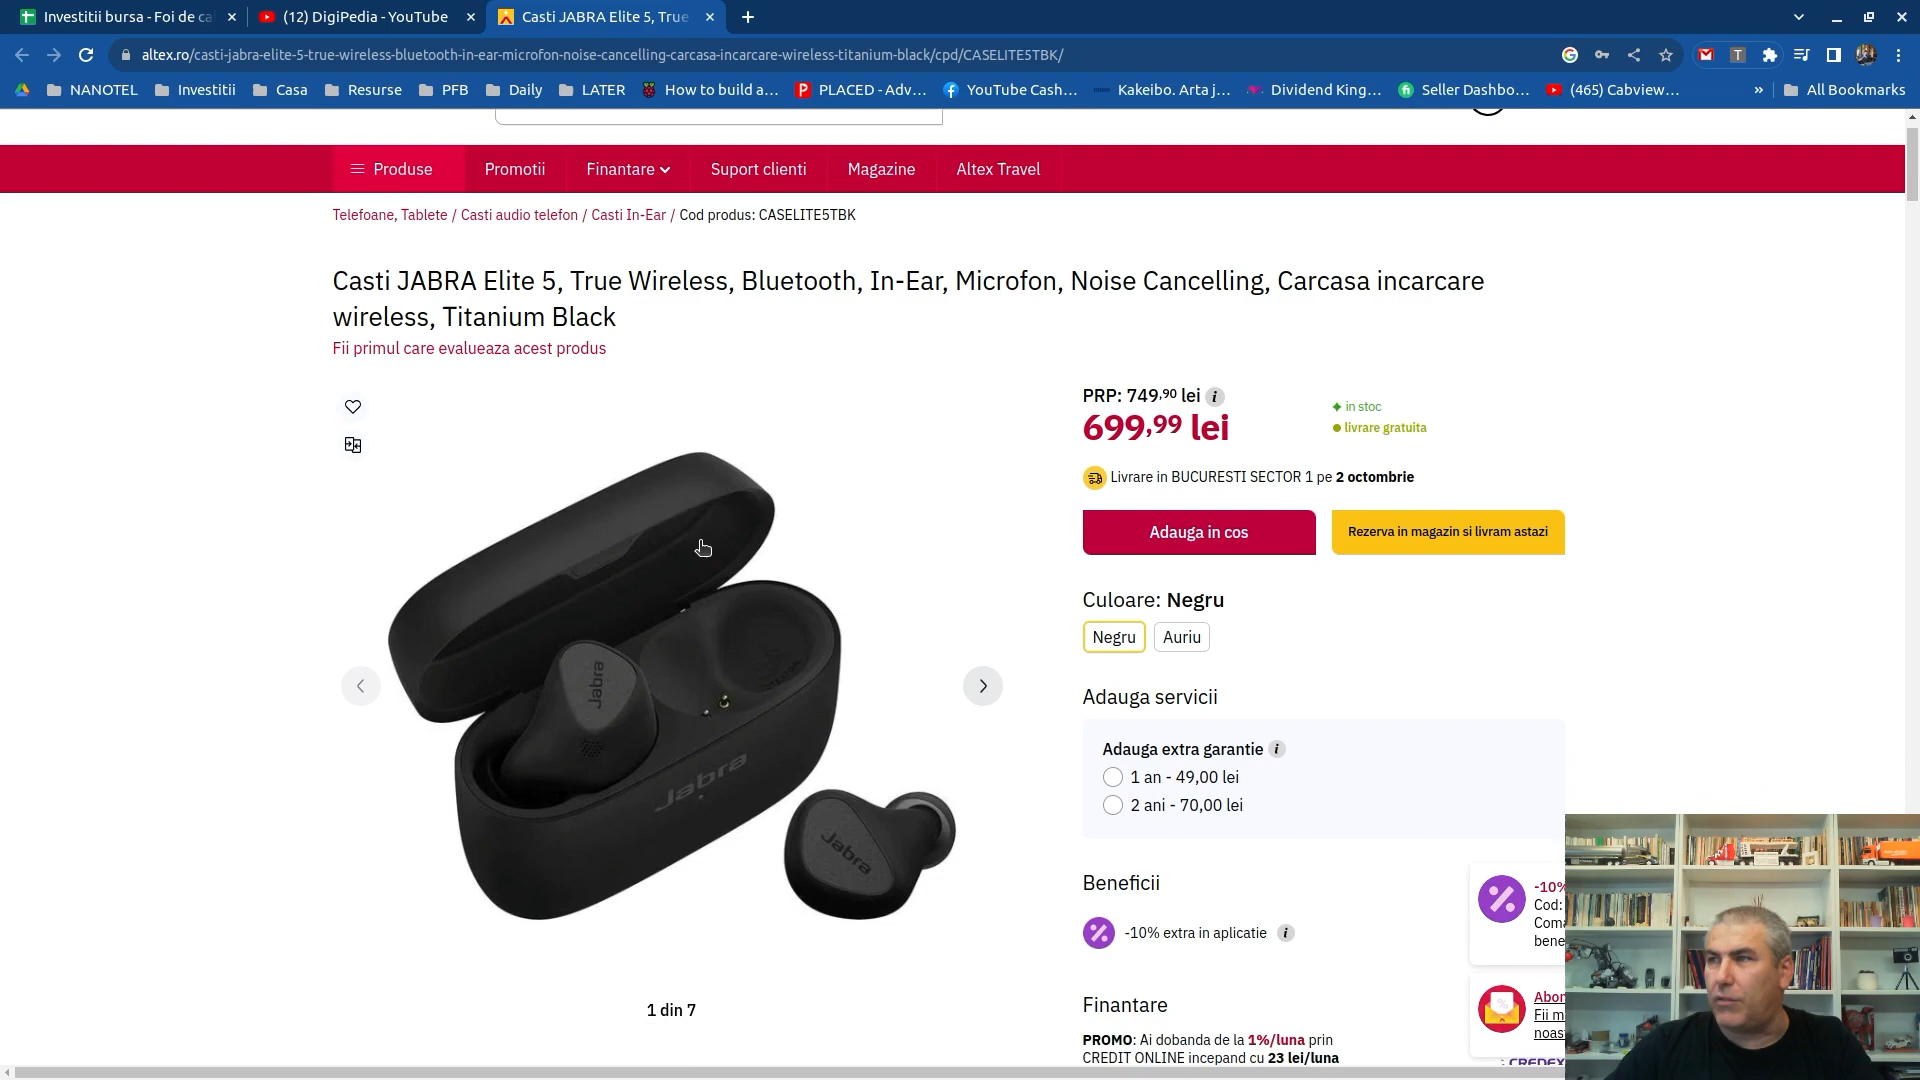 Investitii bursa - Foi de ca
(12) DigiPedia - YouTube
Casti JABRA Elite 5, True
altex.ro/casti-jabra-elite-5-true-wireless-bluetooth-in-ear-microfon-noise-cancelling-carcasa-incarcare-wireless-titanium-black/cpd/CASELITE5TBK/
NANOTEL Investitii Casa Resurse PFB Daily LATER How to build a... PLACED - Adv... YouTube Cash... Kakeibo. Arta j... Dividend King... Seller Dashbo... (465) Cabview... » All Bookmarks
Produse Promotii Finantare Suport clienti Magazine Altex Travel
Telefoane, Tablete / Casti audio telefon / Casti In-Ear / Cod produs: CASELITE5TBK
Casti JABRA Elite 5, True Wireless, Bluetooth, In-Ear, Microfon, Noise Cancelling, Carcasa incarcare
wireless, Titanium Black
Fii primul care evalueaza acest produs
PRP: 749,90 lei i
699,99 lei
in stoc
livrare gratuita
Livrare in BUCURESTI SECTOR 1 pe 2 octombrie
Adauga in cos
Rezerva in magazin si livram astazi
Culoare: Negru
Negru Auriu
Adauga servicii
Adauga extra garantie i
1 an - 49,00 lei
2 ani - 70,00 lei
Beneficii
-10% extra in aplicatie i
Finantare
PROMO: Ai dobanda de la 1%/luna prin
CREDIT ONLINE incepand cu 23 lei/luna
Jabra
Jabra
Jabra
1 din 7
-10%
Cod:
Coma
bene
Abon
Fii m
noas
CREDEX